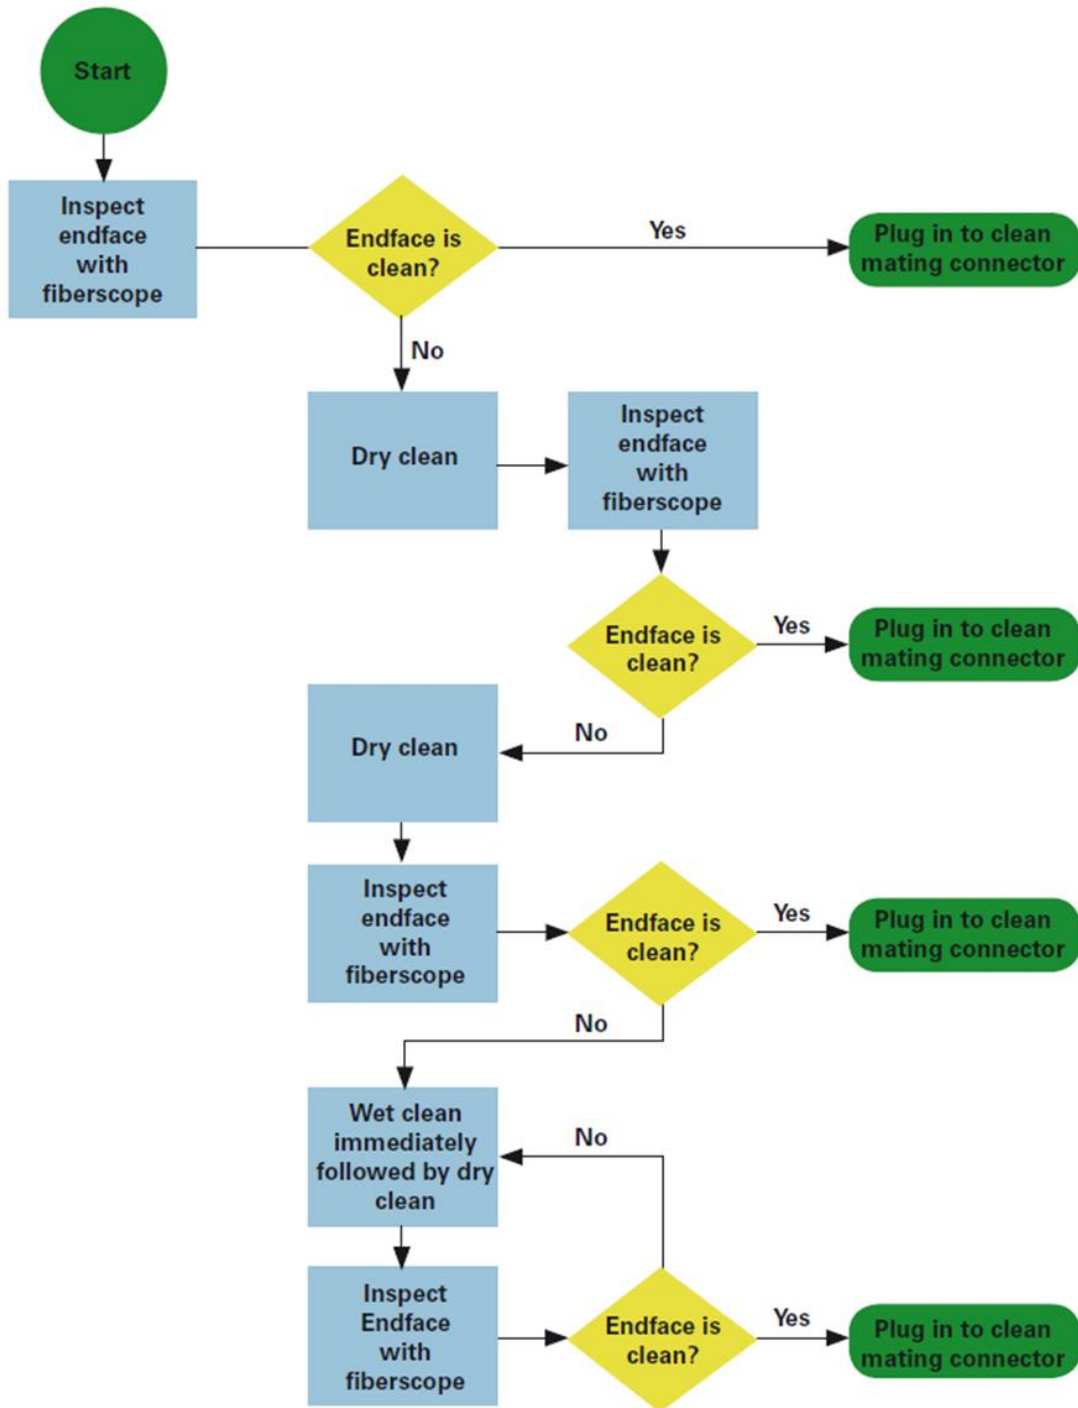 Start
Inspect
endface
with
fiberscope
Endface is
clean?
Yes
Plug in to clean
mating connector
No
Dry clean
Inspect
endface
with
fiberscope
Endface is
clean?
Yes
Plug in to clean
mating connector
No
Dry clean
Inspect
endface
with
fiberscope
Endface is
clean?
Yes
Plug in to clean
mating connector
No
Wet clean
immediately
followed by dry
clean
No
Inspect
Endface
with
fiberscope
Endface is
clean?
Yes
Plug in to clean
mating connector